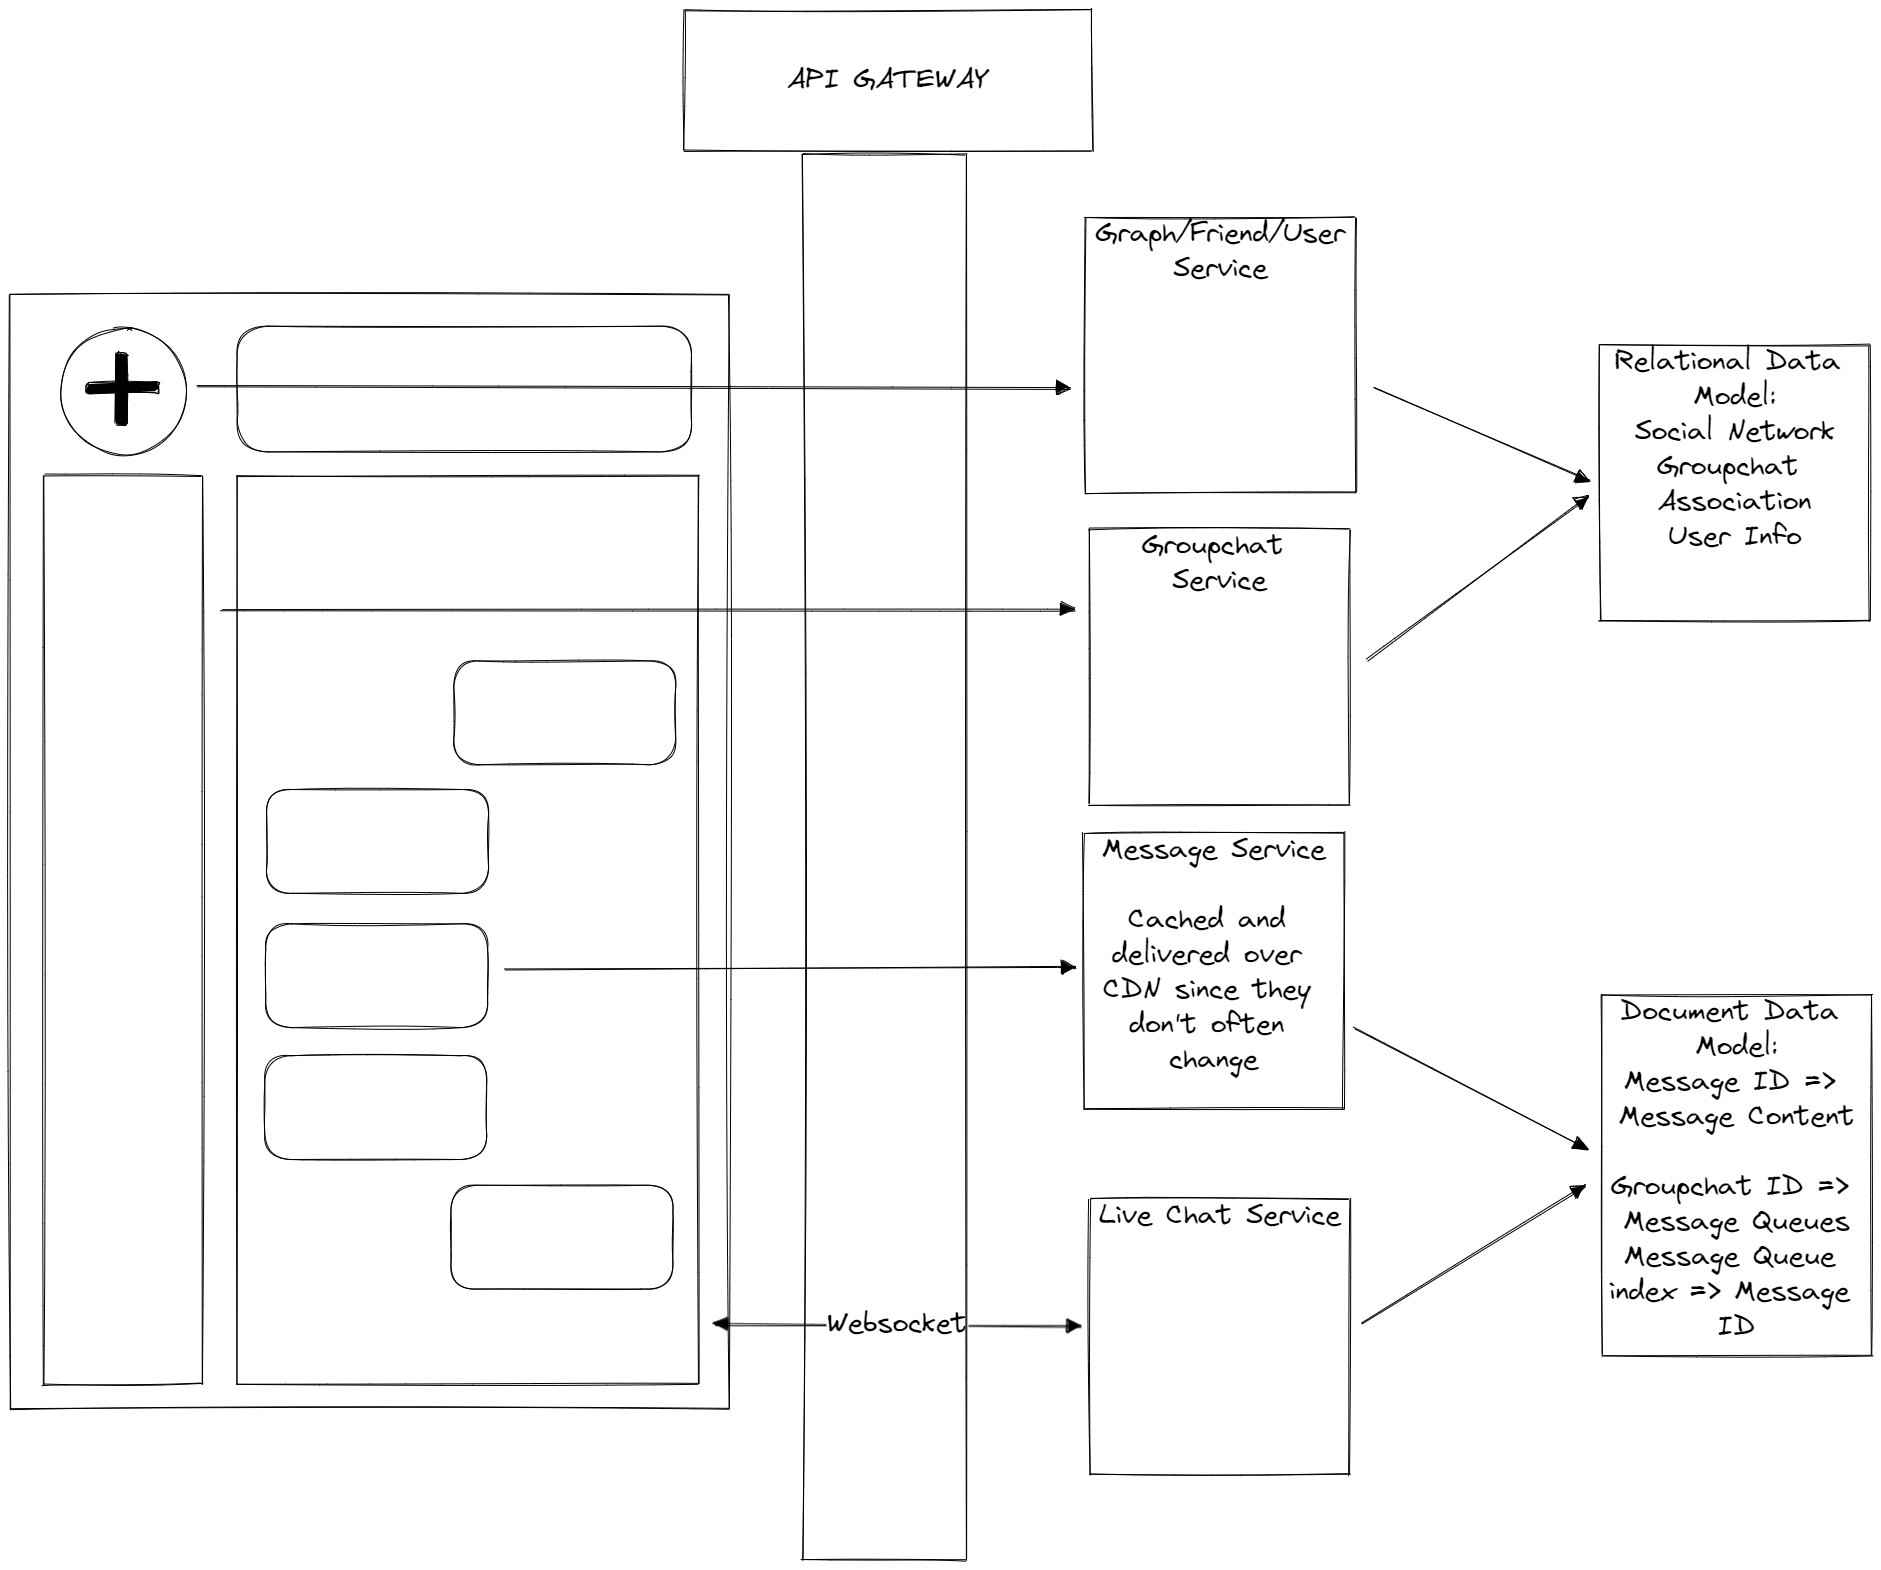 API GATEWAY
Graph/Friend/User
Service
Relational Data
Model:
Social Network
Groupchat
Association
User Info
Groupchat
Service
Message Service
Cached and
delivered over
CDN since they
don't often
change
Document Data
Model:
Message ID =>
Message Content
Groupchat ID =>
Message Queues
Message Queue
index => Message
ID
Live Chat Service
Websocket